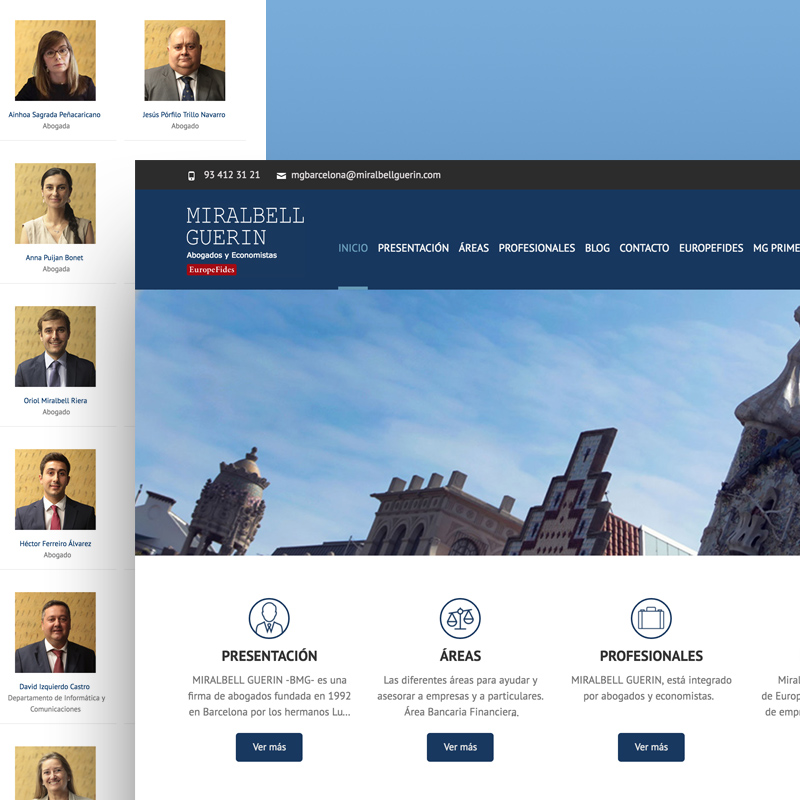 Ainhoa Sagrada Peñacaricano
Abogada
Jesús Pórfilo Trillo Navarro
Abogado
Anna Puijan Bonet
Abogada
Oriol Miralbell Riera
Abogado
Héctor Ferreiro Álvarez
Abogado
David Izquierdo Castro
Departamento de Informática y
Comunicaciones
93 412 31 21 mgbarcelona@miralbellguerin.com
MIRALBELL
GUERIN
Abogados y Economistas
EuropeFides
INICIO PRESENTACIÓN ÁREAS PROFESIONALES BLOG CONTACTO EUROPEFIDES MG PRIME
PRESENTACIÓN
MIRALBELL GUERIN -BMG- es una
firma de abogados fundada en 1992
en Barcelona por los hermanos Lu...
Ver más
ÁREAS
Las diferentes áreas para ayudar y
asesorar a empresas y a particulares.
Área Bancaria Financiera.
Ver más
PROFESIONALES
MIRALBELL GUERIN, está integrado
por abogados y economistas.
Ver más
Miral
de Europ
de empr